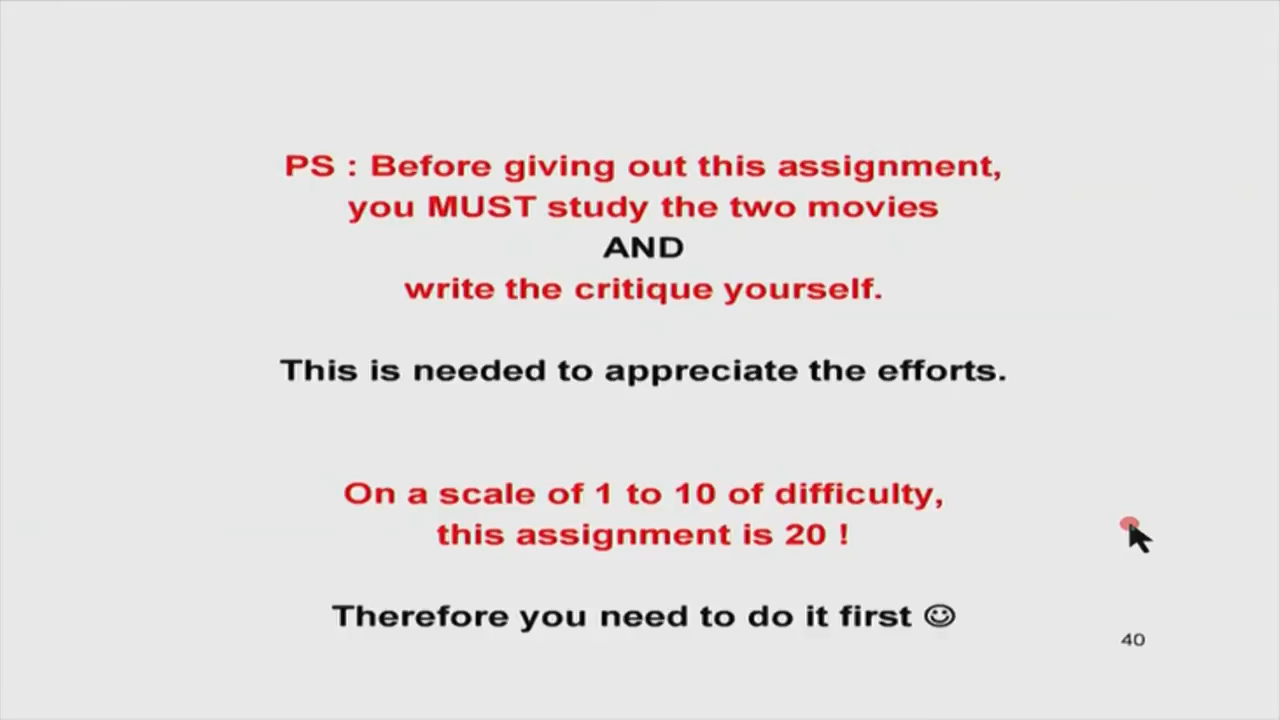 PS : Before giving out this assignment,
you MUST study the two movies
AND
write the critique yourself.
This is needed to appreciate the efforts.
On a scale of 1 to 10 of difficulty,
this assignment is 20 !
Therefore you need to do it first ☺
40